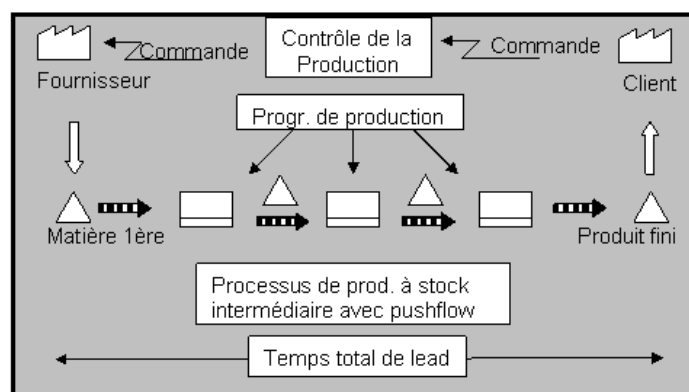 Contrôle de la
Production
Commande
Commande
Fournisseur
Client
Progr. de production
Matière 1ère
Produit fini
Processus de prod. à stock
intermédiaire avec pushflow
Temps total de lead